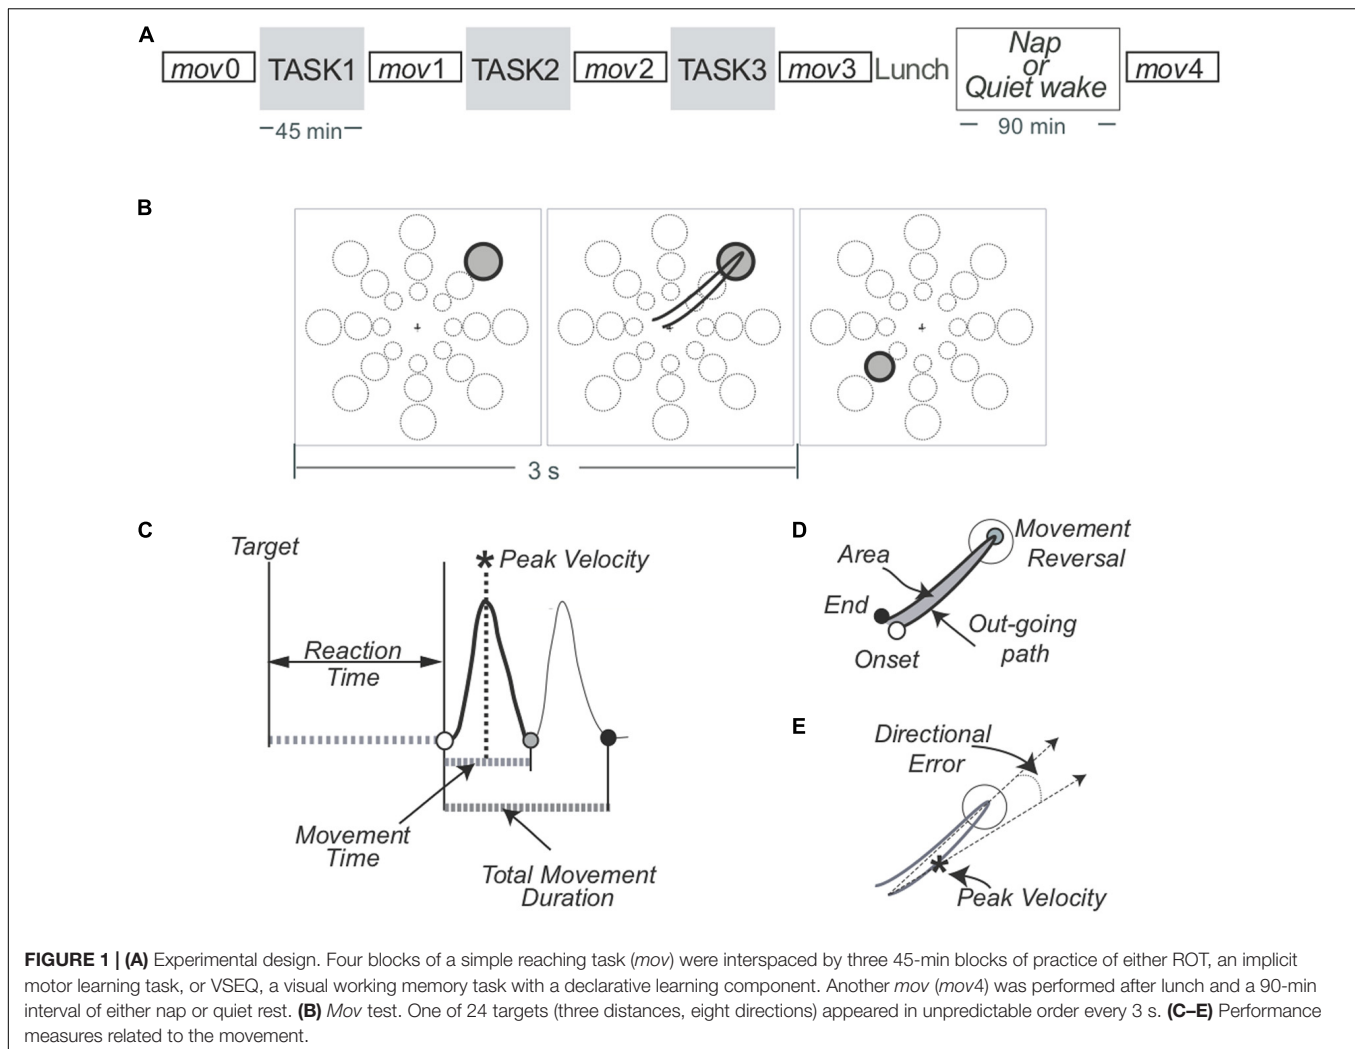 A
mov0 TASK1 mov1 TASK2 mov2 TASK3 mov3 Lunch Nap or Quiet wake mov4
45 min
90 min
B
3 s
C
Target
* Peak Velocity
Reaction
Time
Movement
Time
Total Movement
Duration
D
Movement
Reversal
Area
End
Out-going
path
Onset
E
Directional
Error
*
Peak Velocity
FIGURE 1 | (A) Experimental design. Four blocks of a simple reaching task (mov) were interspaced by three 45-min blocks of practice of either ROT, an implicit
motor learning task, or VSEQ, a visual working memory task with a declarative learning component. Another mov (mov4) was performed after lunch and a 90-min
interval of either nap or quiet rest. (B) Mov test. One of 24 targets (three distances, eight directions) appeared in unpredictable order every 3 s. (C–E) Performance
measures related to the movement.